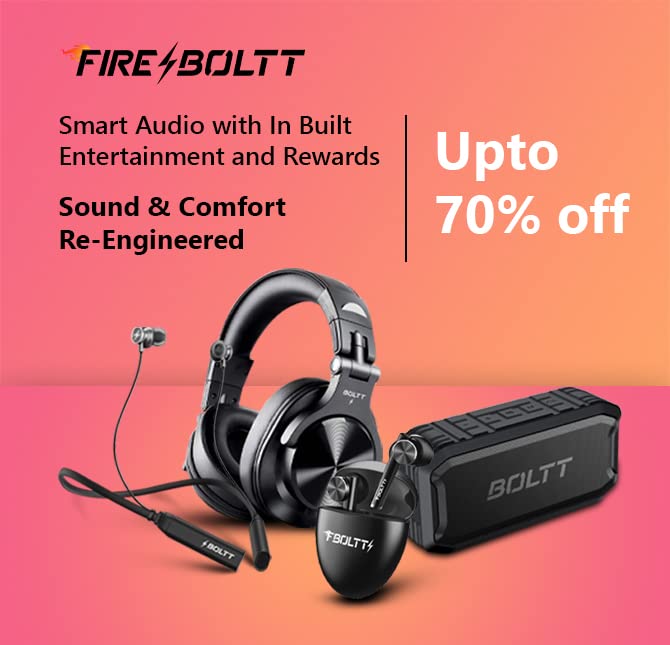 FIRE BOLTT
Smart Audio with In Built
Entertainment and Rewards
Sound & Comfort
Re-Engineered
Upto
70% off
BOLTT
BOLTT
BOLTT
FBOLTT
BOLTT